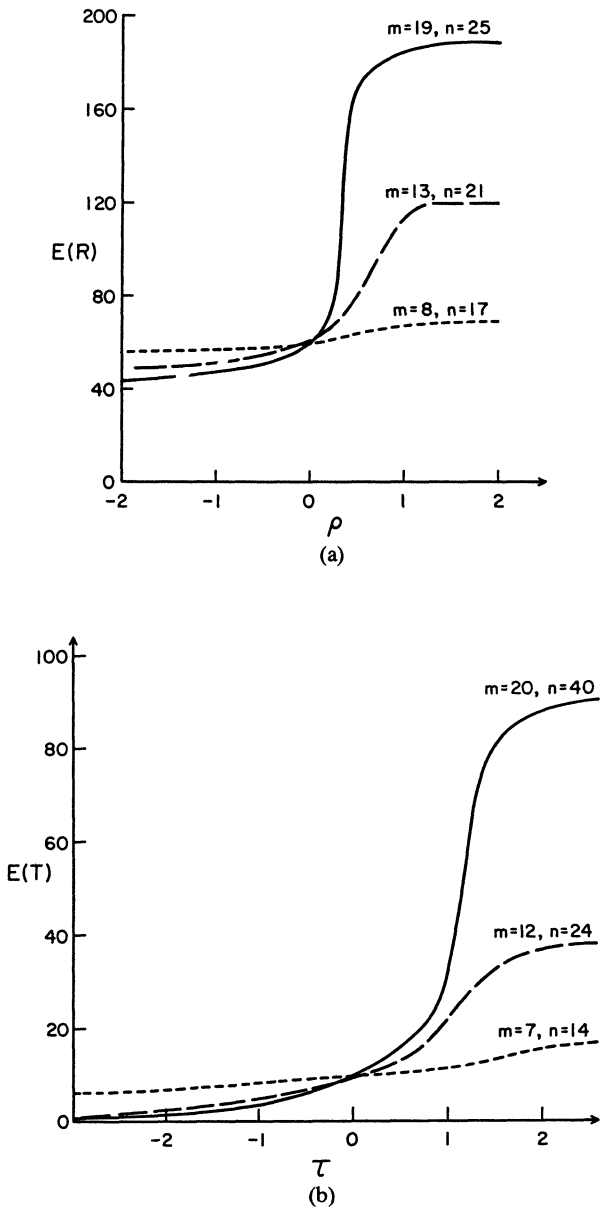 200
m=19, n=25
160
120
m=13, n=21
E(R)
80
m=8, n=17
40
0
-2 -1 0 1 2
ρ
(a)
100
m=20, n=40
80
60
E(T)
40
m=12, n=24
20
m=7, n=14
0
-2 -1 0 1 2
τ
(b)